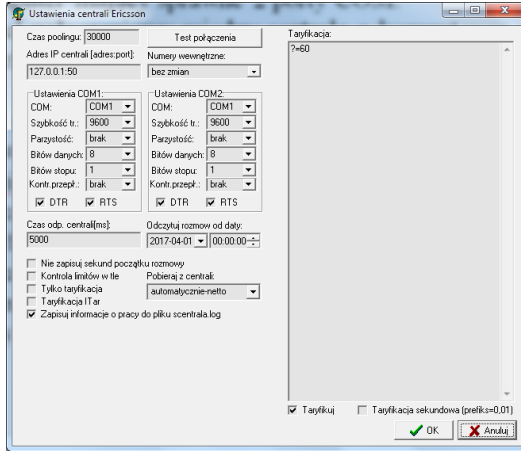 Ustawienia centrali Ericsson
Czas poolingu: 30000
Test połączenia
Taryfikacja:
?=60
Adres IP centrali [adres:port]:
127.0.0.1:50
Numery wewnętrzne:
bez zmian
Ustawienia COM1:
COM: COM1
Szybkość tr.: 9600
Parzystość: brak
Bitów danych: 8
Bitów stopu: 1
Kontr.przepł.: brak
DTR RTS
Ustawienia COM2:
COM: COM1
Szybkość tr.: 9600
Parzystość: brak
Bitów danych: 8
Bitów stopu: 1
Kontr.przepł.: brak
DTR RTS
Czas odp. centrali[ms]:
5000
Odczytuj rozmow od daty:
2017-04-01 00:00:00
Nie zapisuj sekund początku rozmowy
Kontrola limitów w tle
Tylko taryfikacja
Taryfikacja ITar
Pobieraj z centrali:
automatycznie-netto
Zapisuj informacje o pracy do pliku scentrala.log
Taryfikuj
Taryfikacja sekundowa (prefiks=0,01)
OK
Anuluj